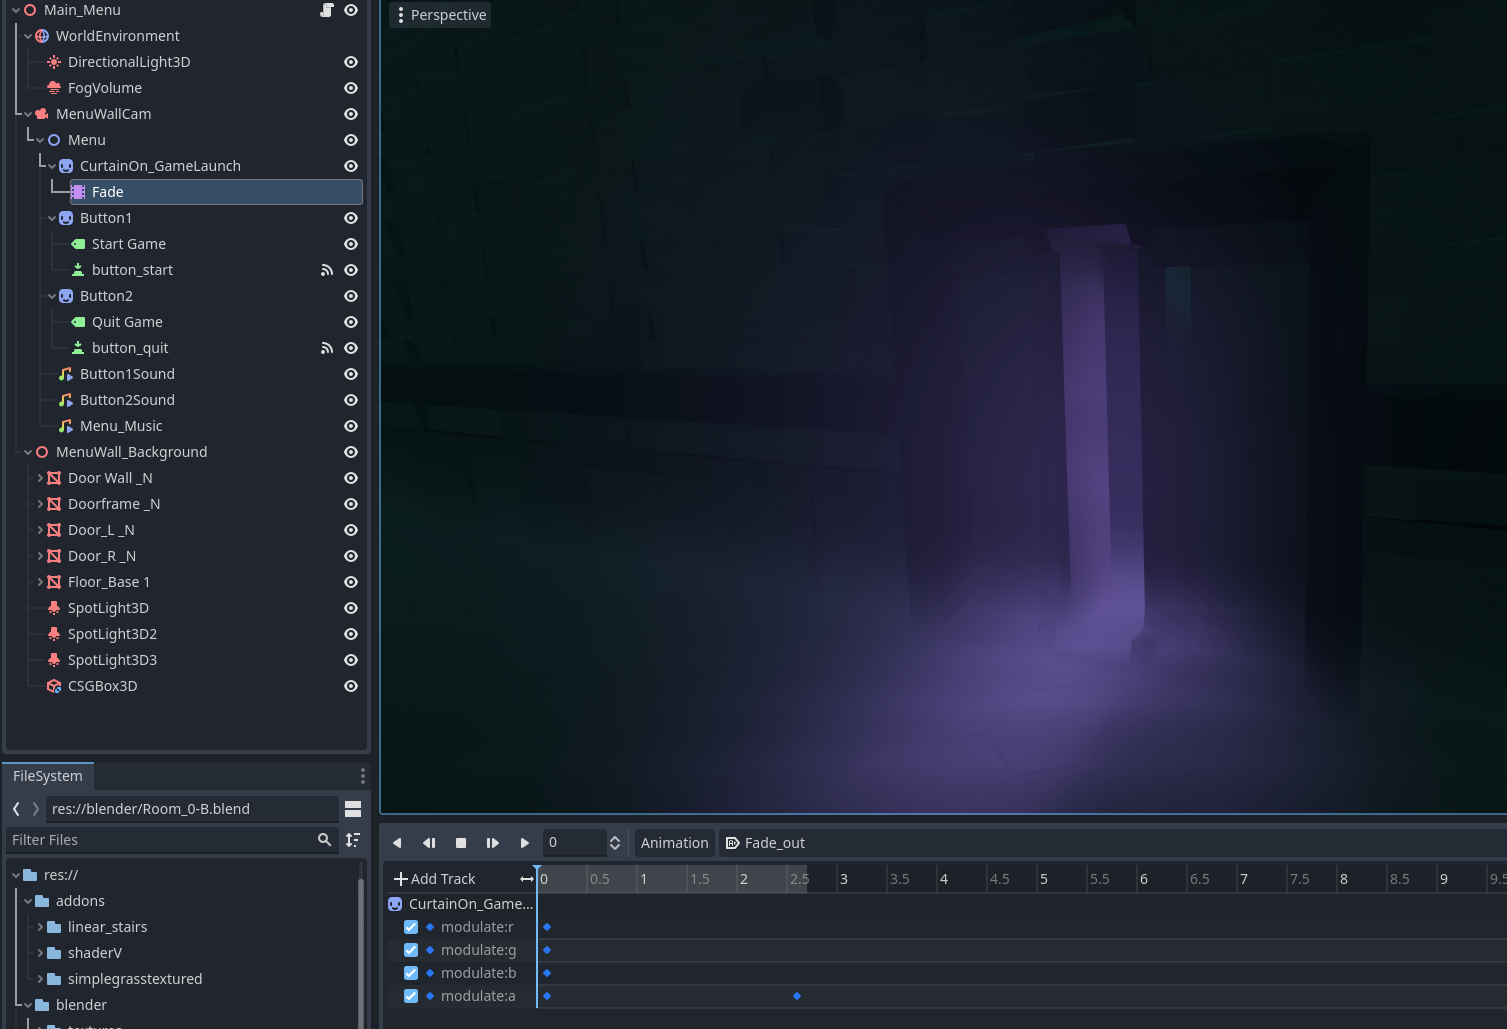 Main_Menu
WorldEnvironment
DirectionalLight3D
FogVolume
MenuWallCam
Menu
CurtainOn_GameLaunch
Fade
Button1
Start Game
button_start
Button2
Quit Game
button_quit
Button1Sound
Button2Sound
Menu_Music
MenuWall_Background
Door Wall _N
Doorframe _N
Door_L _N
Door_R _N
Floor_Base 1
SpotLight3D
SpotLight3D2
SpotLight3D3
CSGBox3D
FileSystem
res://blender/Room_0-B.blend
Filter Files
res://
addons
linear_stairs
shaderV
simplegrasstextured
blender
Perspective
0 Animation Fade_out
Add Track 0 0.5 1 1.5 2 2.5 3 3.5 4 4.5 5 5.5 6 6.5 7 7.5 8 8.5 9 9.5
CurtainOn_Game...
modulate:r
modulate:g
modulate:b
modulate:a